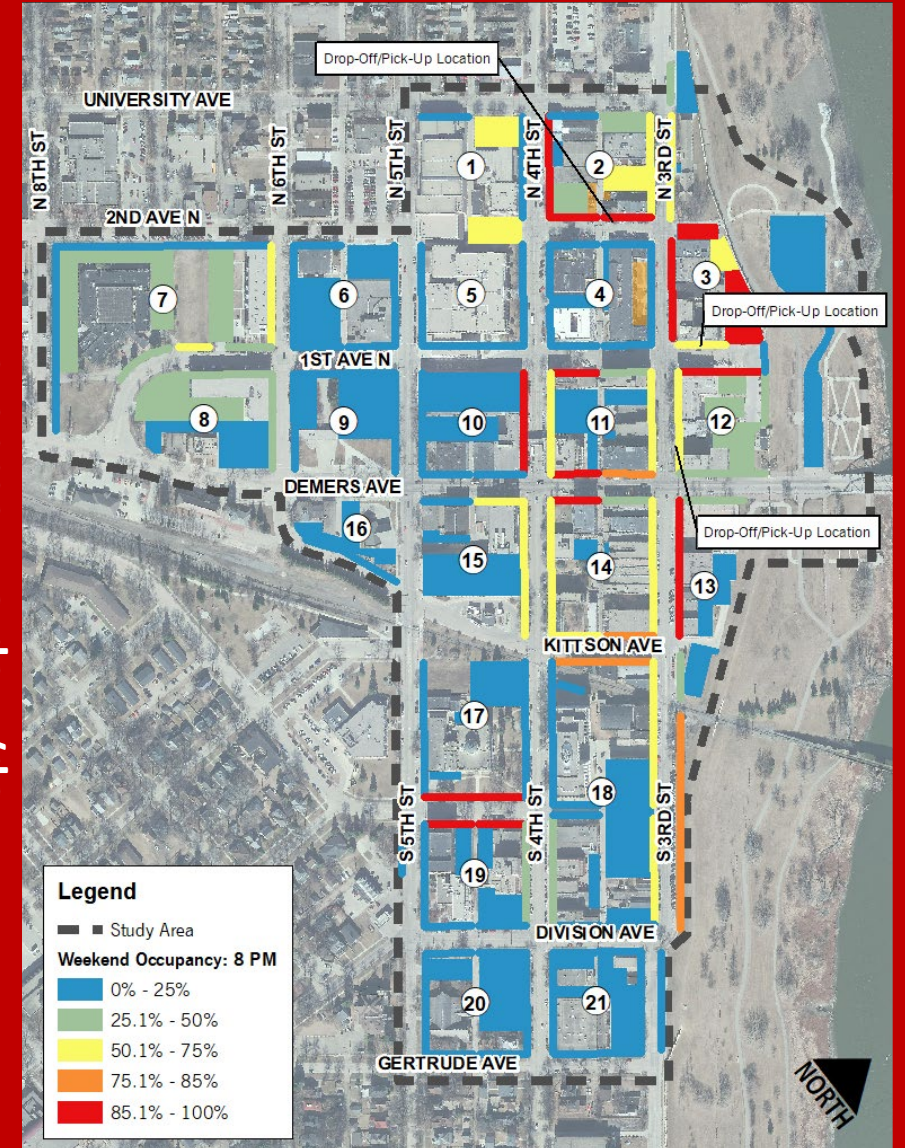 Drop-Off/Pick-Up Location
UNIVERSITY AVE
N 8TH ST
N 6TH ST
N 5TH ST
N 4TH ST
N 3RD ST
1
2
2ND AVE N
7
6
5
4
3
Drop-Off/Pick-Up Location
1ST AVE N
8
9
10
11
12
DEMERS AVE
16
15
14
13
Drop-Off/Pick-Up Location
KITTSON AVE
17
18
S 5TH ST
S 4TH ST
S 3RD ST
19
DIVISION AVE
20
21
GERTRUDE AVE
Legend
Study Area
Weekend Occupancy: 8 PM
0% - 25%
25.1% - 50%
50.1% - 75%
75.1% - 85%
85.1% - 100%
NORTH